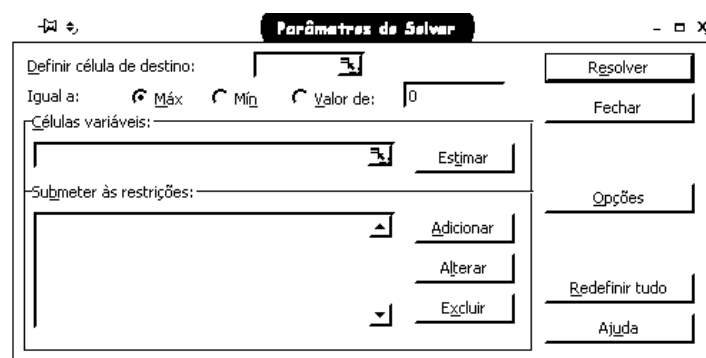 Parâmetros do Solver
Definir célula de destino:
Resolver
Igual a: Máx Mín Valor de: 0
Fechar
Células variáveis:
Estimar
Submeter às restrições:
Opções
Adicionar
Alterar
Redefinir tudo
Excluir
Ajuda